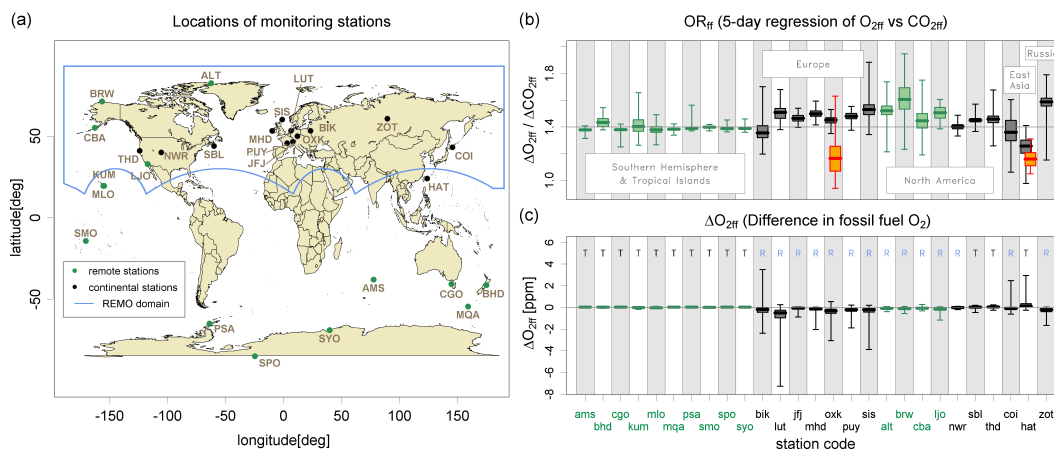 (a)
Locations of monitoring stations
ALT
LUT
BRW
SIS
CBA
MHD
BIK
ZOT
THD
NWR
SBL
OXK
PUY
JFJ
COI
LJO
KUM
MLO
HAT
SMO
AMS
CGO
BHD
MQA
PSA
SYO
SPO
remote stations
continental stations
REMO domain
latitude[deg]
50
0
-50
-150 -100 -50 0 50 100 150
longitude[deg]
(b)
ORff (5-day regression of O2ff vs CO2ff)
ΔO2ff / ΔCO2ff
1.8
1.4
1.0
Southern Hemisphere
& Tropical Islands
Europe
North America
East
Asia
Russia
(c)
ΔO2ff (Difference in fossil fuel O2)
ΔO2ff [ppm]
6
4
2
0
-2
-4
-6
-8
T T T T T T T T T T R R R R R R R R R R R R T T R T R
ams cgo mlo psa spo bik jfj oxk sis brw ljo sbl coi zot
bhd kum mqa smo syo lut mhd puy alt cba nwr thd hat
station code